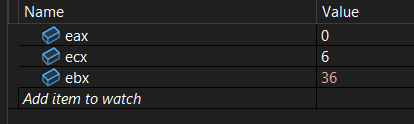 Name Value
eax 0
ecx 6
ebx 36
Add item to watch